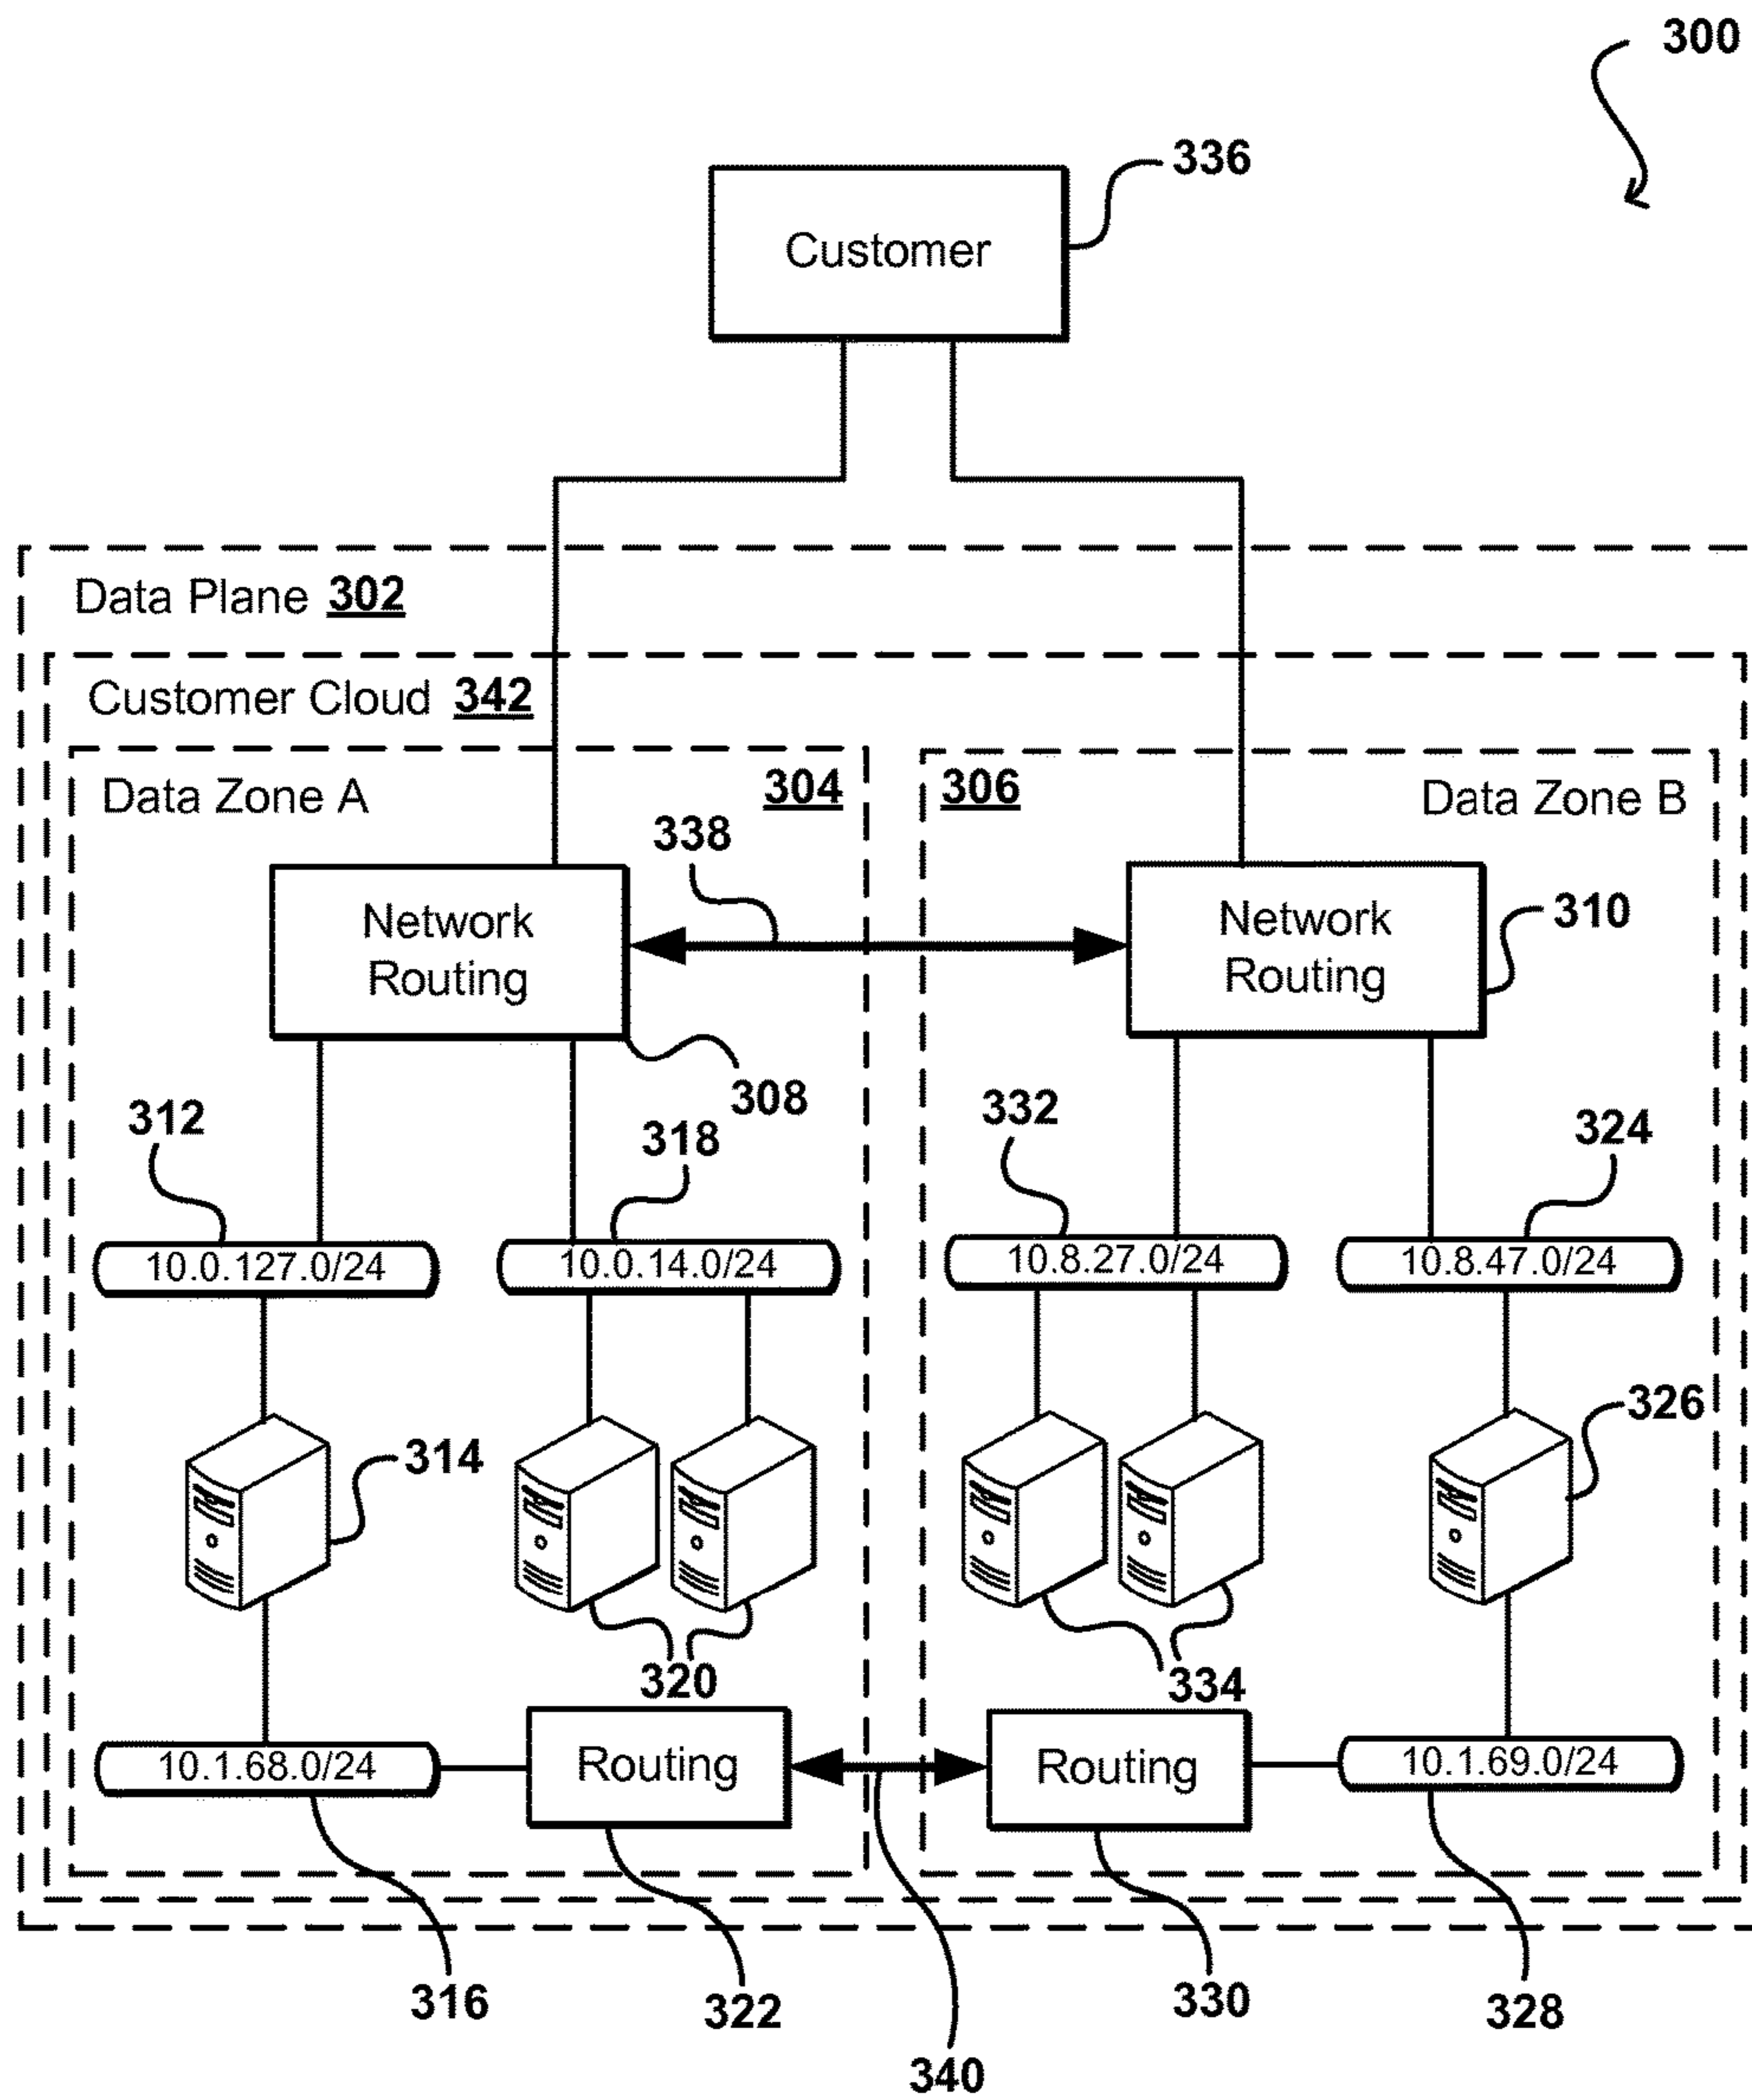 300
336
Customer
Data Plane 302
Customer Cloud 342
Data Zone A 304
306 Data Zone B
338
Network
Routing
Network
Routing
310
308
312
318
332
324
10.0.127.0/24
10.0.14.0/24
10.8.27.0/24
10.8.47.0/24
314
326
320
334
10.1.68.0/24
Routing
Routing
10.1.69.0/24
316
322
330
328
340